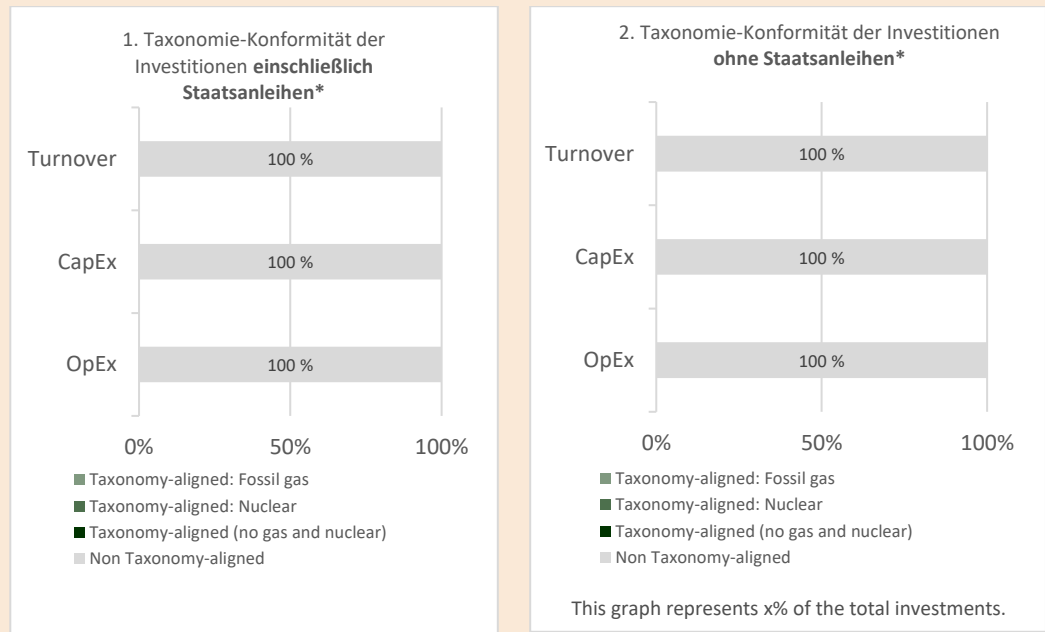 1. Taxonomie-Konformität der
Investitionen einschließlich
Staatsanleihen*
Turnover
100 %
CapEx
100 %
OpEx
100 %
0% 50% 100%
Taxonomy-aligned: Fossil gas
Taxonomy-aligned: Nuclear
Taxonomy-aligned (no gas and nuclear)
Non Taxonomy-aligned
2. Taxonomie-Konformität der Investitionen
ohne Staatsanleihen*
Turnover
100 %
CapEx
100 %
OpEx
100 %
0% 50% 100%
Taxonomy-aligned: Fossil gas
Taxonomy-aligned: Nuclear
Taxonomy-aligned (no gas and nuclear)
Non Taxonomy-aligned
This graph represents x% of the total investments.